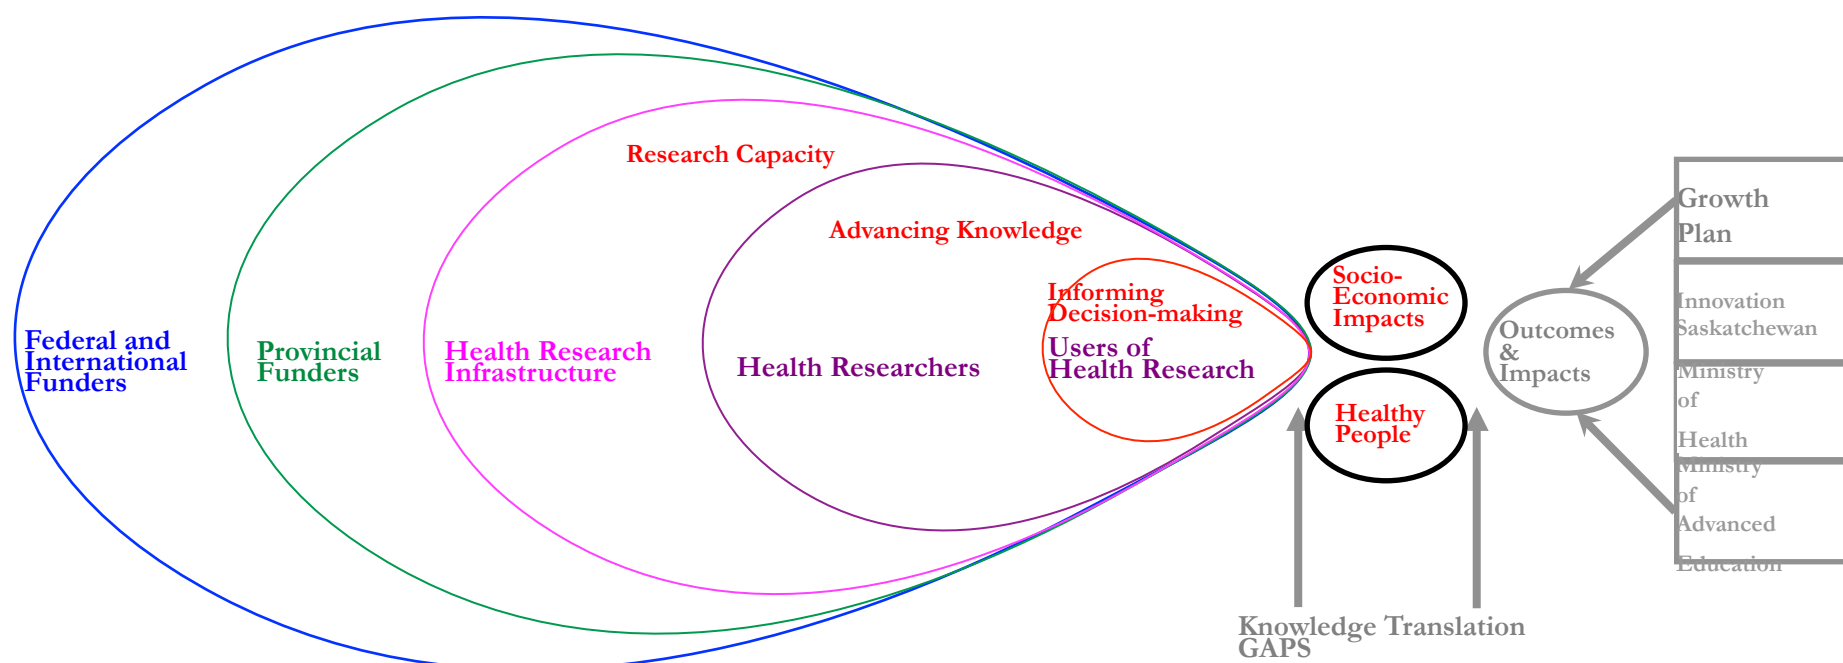 Federal and
International
Funders
Provincial
Funders
Health Research
Infrastructure
Research Capacity
Health Researchers
Advancing Knowledge
Informing
Decision-making
Users of
Health Research
Socio-
Economic
Impacts
Healthy
People
Knowledge Translation
GAPS
Outcomes
&
Impacts
Growth
Plan
Innovation
Saskatchewan
Ministry
of
Health
Ministry
of
Advanced
Education